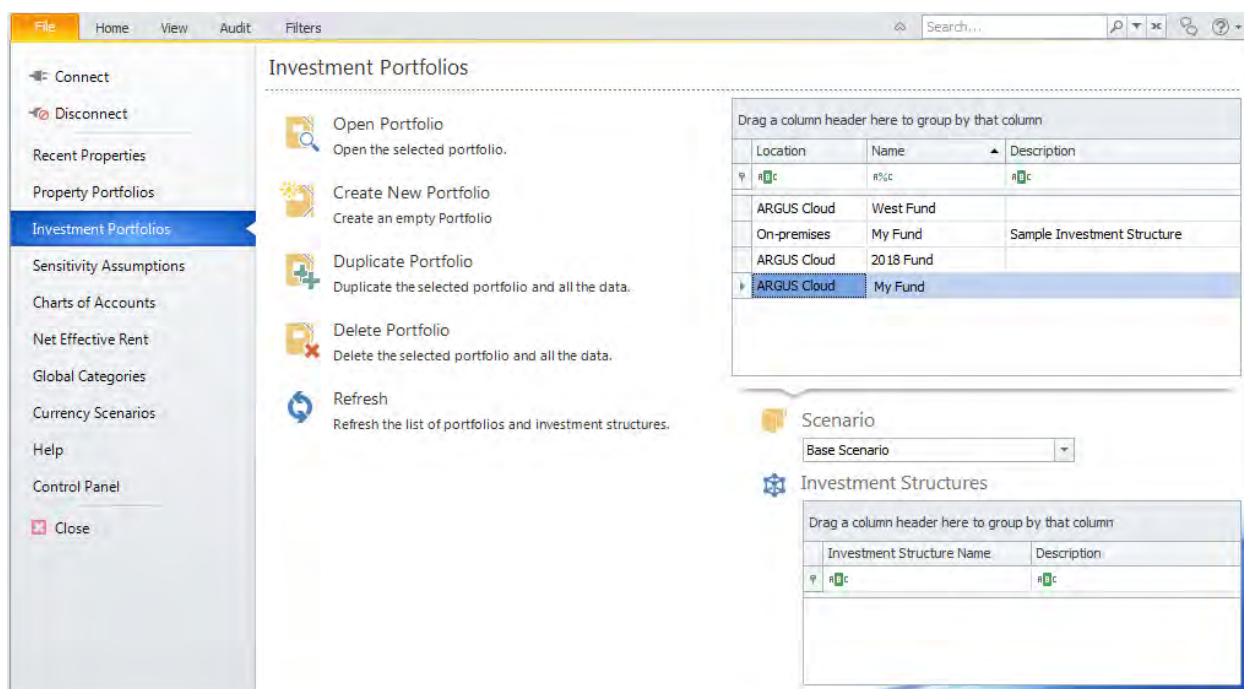 File Home View Audit Filters Search...
Connect
Disconnect
Recent Properties
Property Portfolios
Investment Portfolios
Sensitivity Assumptions
Charts of Accounts
Net Effective Rent
Global Categories
Currency Scenarios
Help
Control Panel
Close
Investment Portfolios
Open Portfolio
Open the selected portfolio.
Create New Portfolio
Create an empty Portfolio
Duplicate Portfolio
Duplicate the selected portfolio and all the data.
Delete Portfolio
Delete the selected portfolio and all the data.
Refresh
Refresh the list of portfolios and investment structures.
Drag a column header here to group by that column
Location Name Description
ABC A%C ABC
ARGUS Cloud West Fund
On-premises My Fund Sample Investment Structure
ARGUS Cloud 2018 Fund
ARGUS Cloud My Fund
Scenario
Base Scenario
Investment Structures
Drag a column header here to group by that column
Investment Structure Name Description
ABC ABC